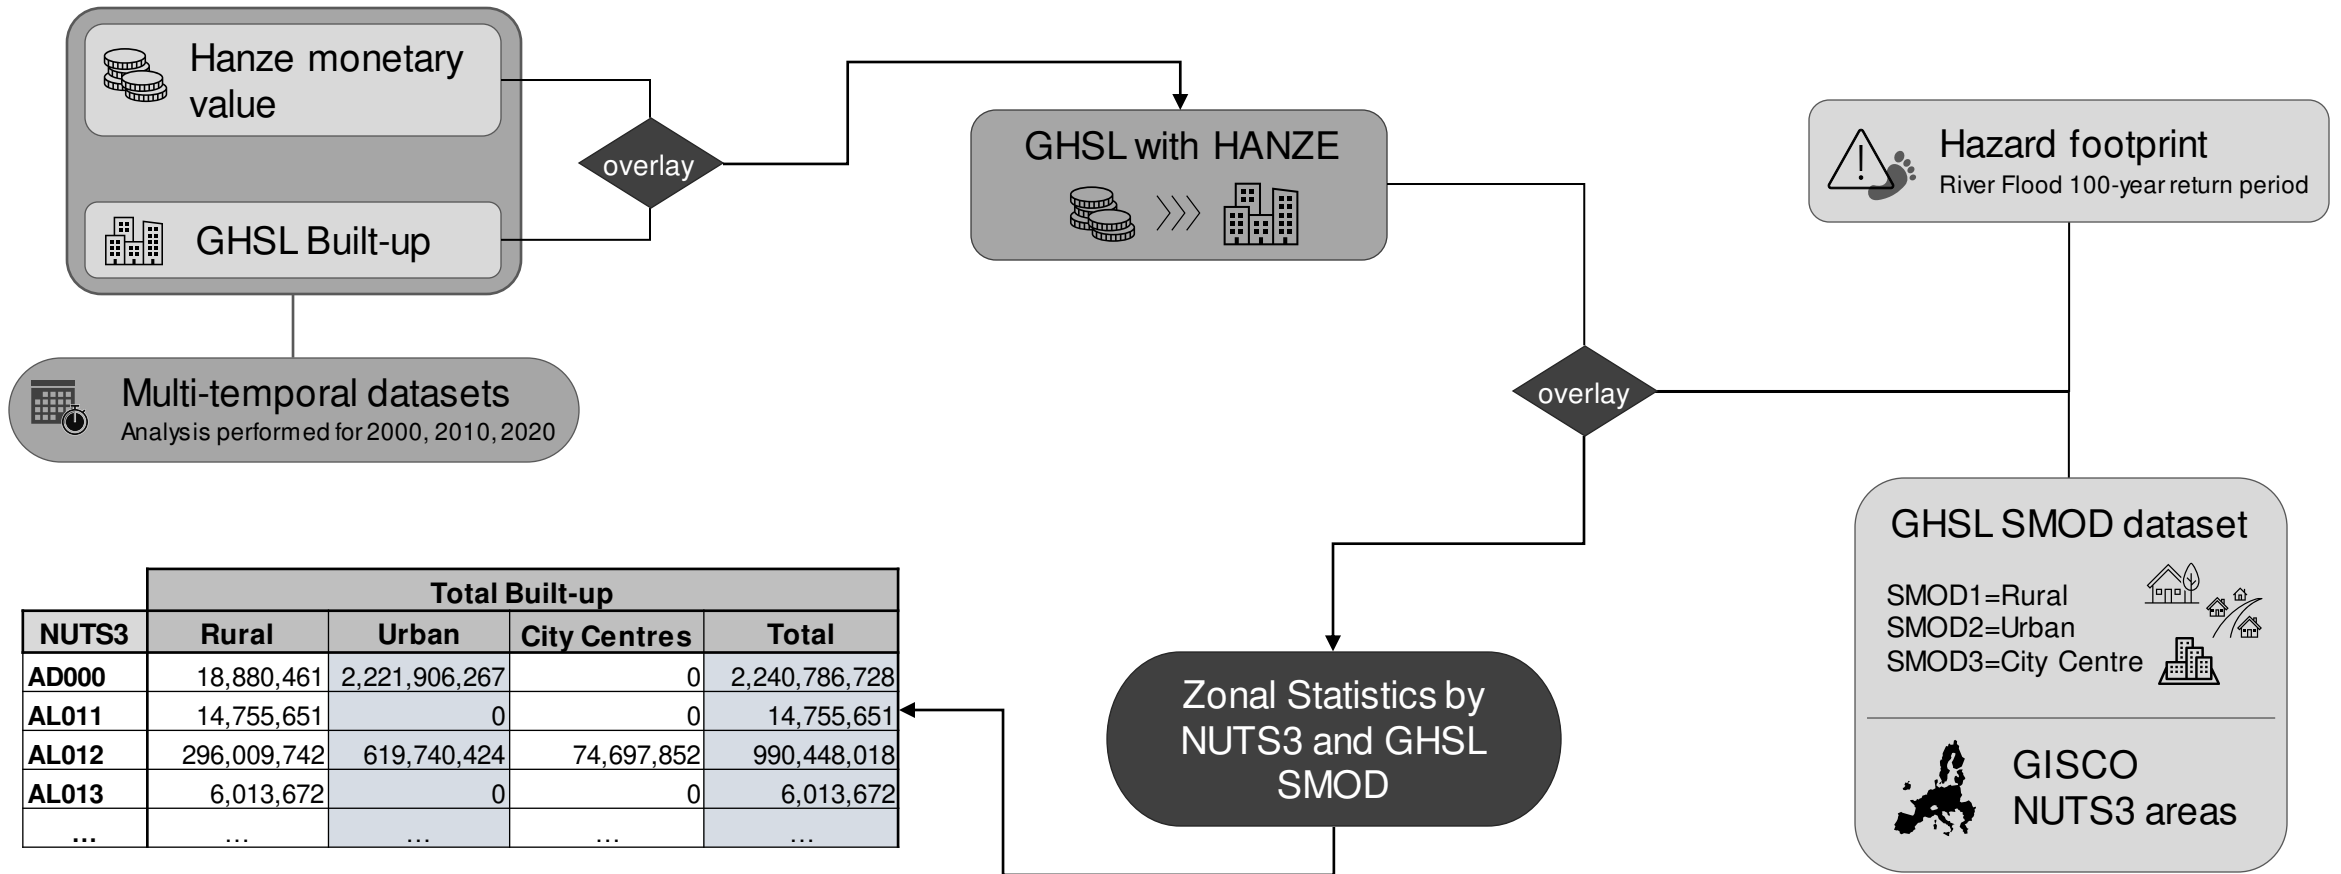 Hanze monetary
value
GHSL Built-up
overlay
GHSL with HANZE
Hazard footprint
River Flood 100-year return period
Multi-temporal datasets
Analysis performed for 2000, 2010, 2020
overlay
GHSL SMOD dataset
SMOD1=Rural
SMOD2=Urban
SMOD3=City Centre
GISCO
NUTS3 areas
Zonal Statistics by
NUTS3 and GHSL
SMOD
Total Built-up
NUTS3 Rural Urban City Centres Total
AD000 18,880,461 2,221,906,267 0 2,240,786,728
AL011 14,755,651 0 0 14,755,651
AL012 296,009,742 619,740,424 74,697,852 990,448,018
AL013 6,013,672 0 0 6,013,672
... ... ... ... ...